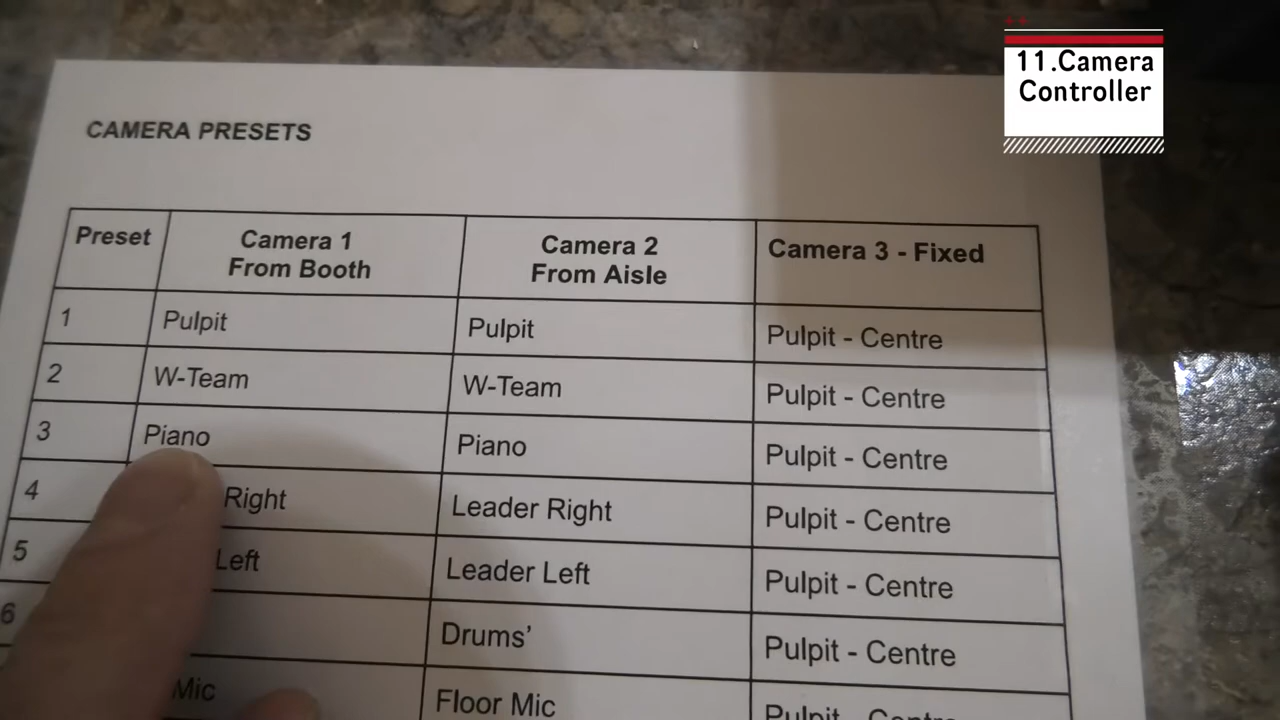 11.Camera
Controller
CAMERA PRESETS
Preset
Camera 1
From Booth
Camera 2
From Aisle
Camera 3 - Fixed
1
Pulpit
Pulpit
Pulpit - Centre
2
W-Team
W-Team
Pulpit - Centre
3
Piano
Piano
Pulpit - Centre
4
Right
Leader Right
Pulpit - Centre
5
Left
Leader Left
Pulpit - Centre
6
Drums’
Pulpit - Centre
Mic
Floor Mic
Pulpit - Centre